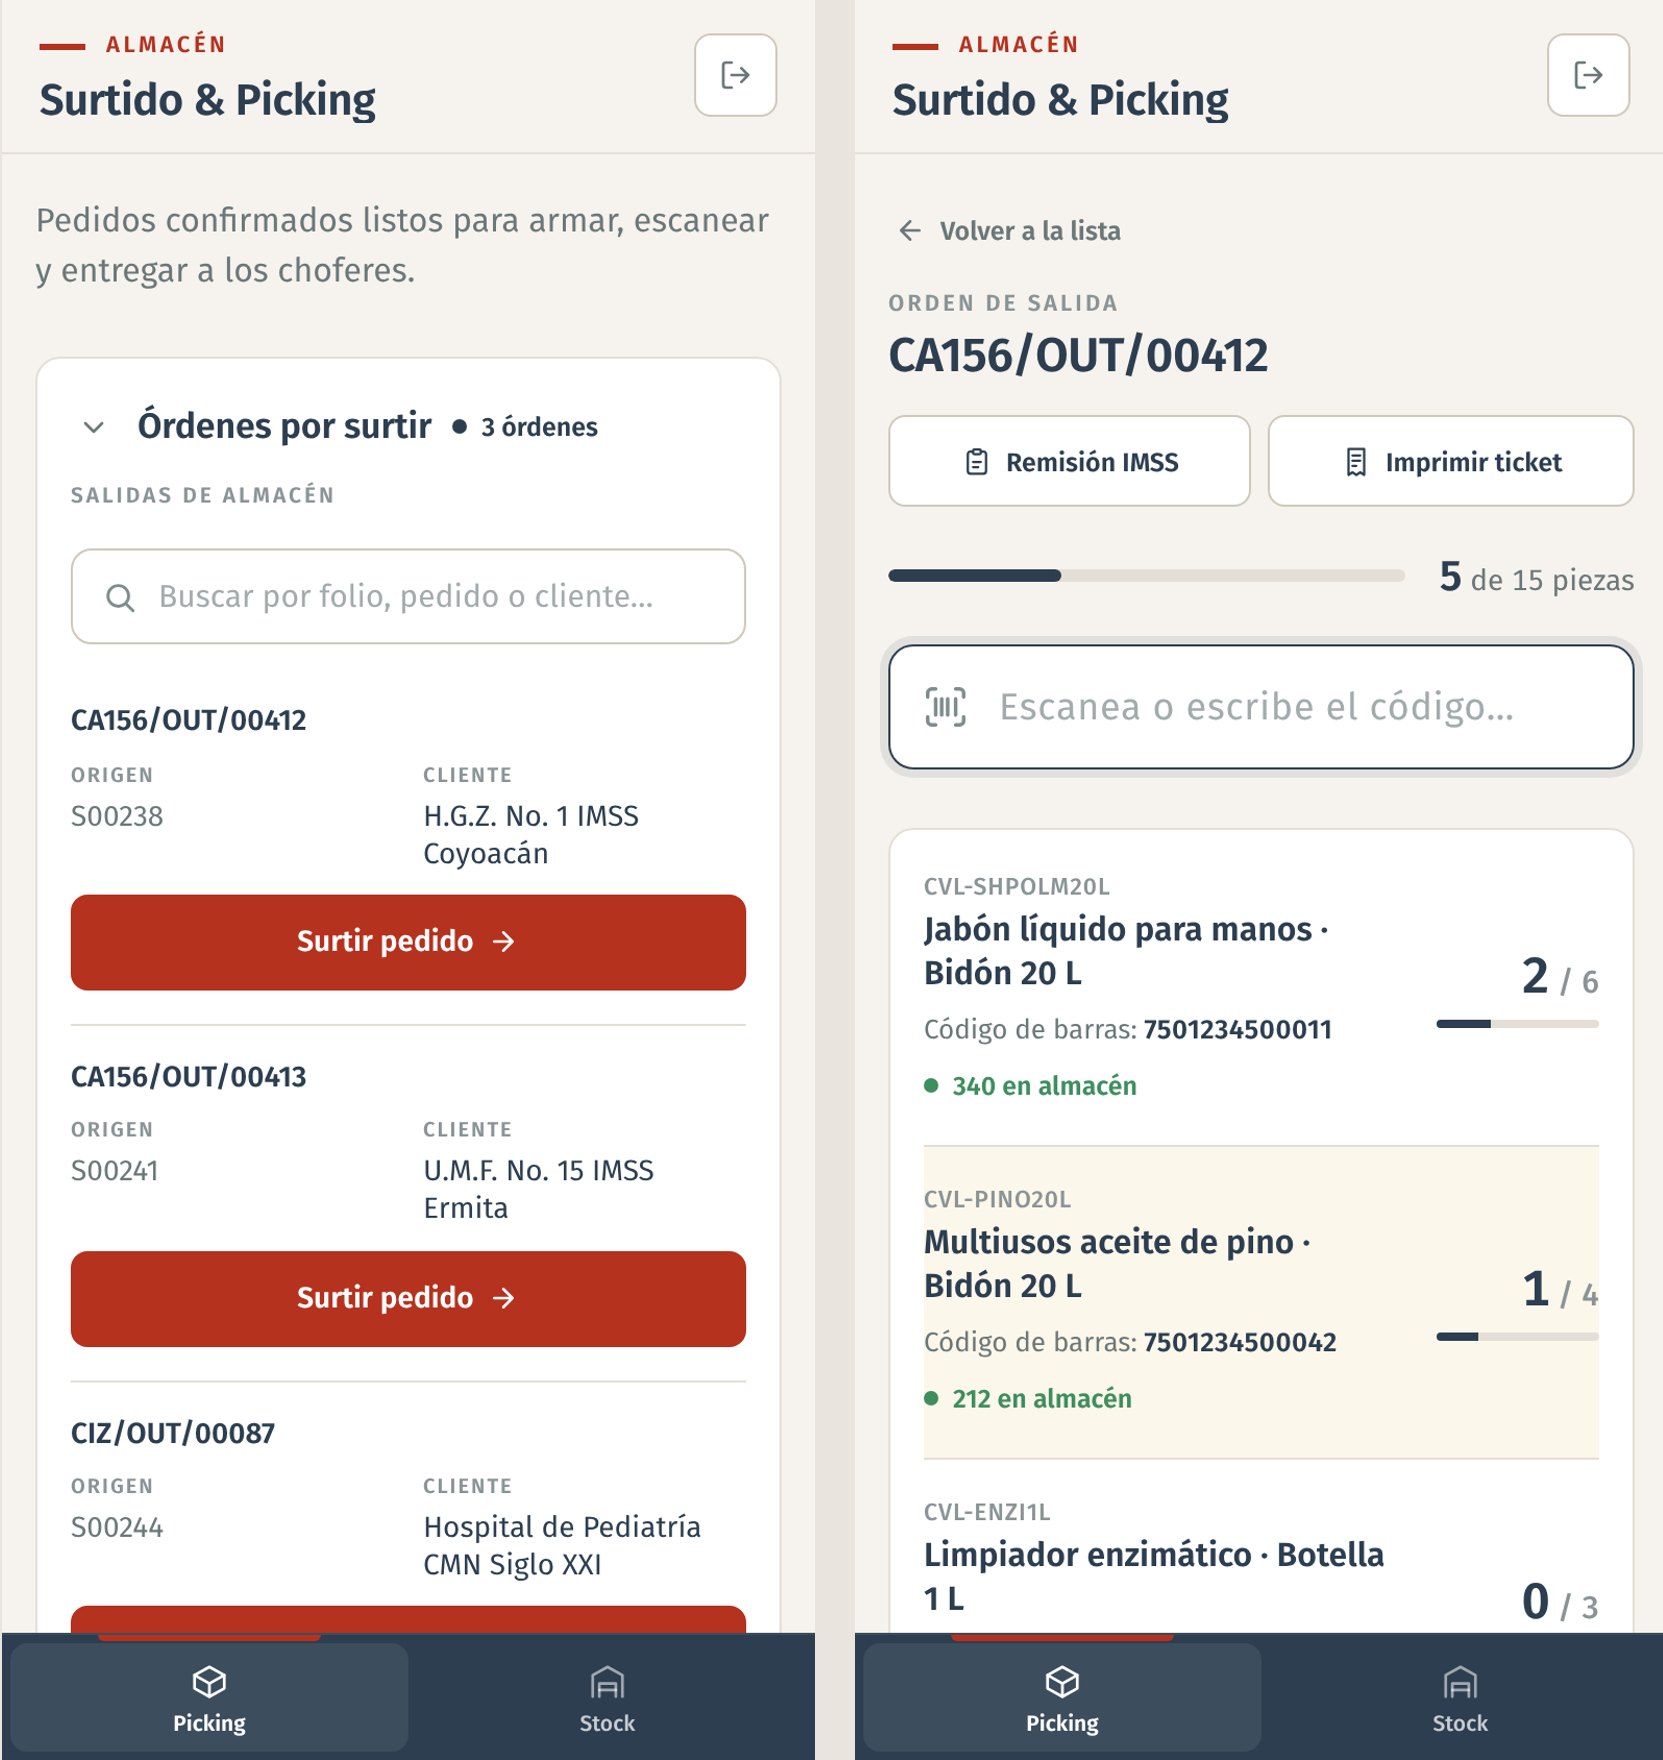 ALMACÉN
Surtido & Picking
Pedidos confirmados listos para armar, escanear
y entregar a los choferes.
Órdenes por surtir ● 3 órdenes
SALIDAS DE ALMACÉN
Buscar por folio, pedido o cliente...
CA156/OUT/00412
ORIGEN CLIENTE
S00238 H.G.Z. No. 1 IMSS
Coyoacán
Surtir pedido →
CA156/OUT/00413
ORIGEN CLIENTE
S00241 U.M.F. No. 15 IMSS
Ermita
Surtir pedido →
CIZ/OUT/00087
ORIGEN CLIENTE
S00244 Hospital de Pediatría
CMN Siglo XXI
Picking Stock
ALMACÉN
Surtido & Picking
← Volver a la lista
ORDEN DE SALIDA
CA156/OUT/00412
Remisión IMSS Imprimir ticket
5 de 15 piezas
Escanea o escribe el código...
CVL-SHPOLM20L
Jabón líquido para manos ·
Bidón 20 L
2 / 6
Código de barras: 7501234500011
● 340 en almacén
CVL-PINO20L
Multiusos aceite de pino ·
Bidón 20 L
1 / 4
Código de barras: 7501234500042
● 212 en almacén
CVL-ENZI1L
Limpiador enzimático · Botella
1 L
0 / 3
Picking Stock